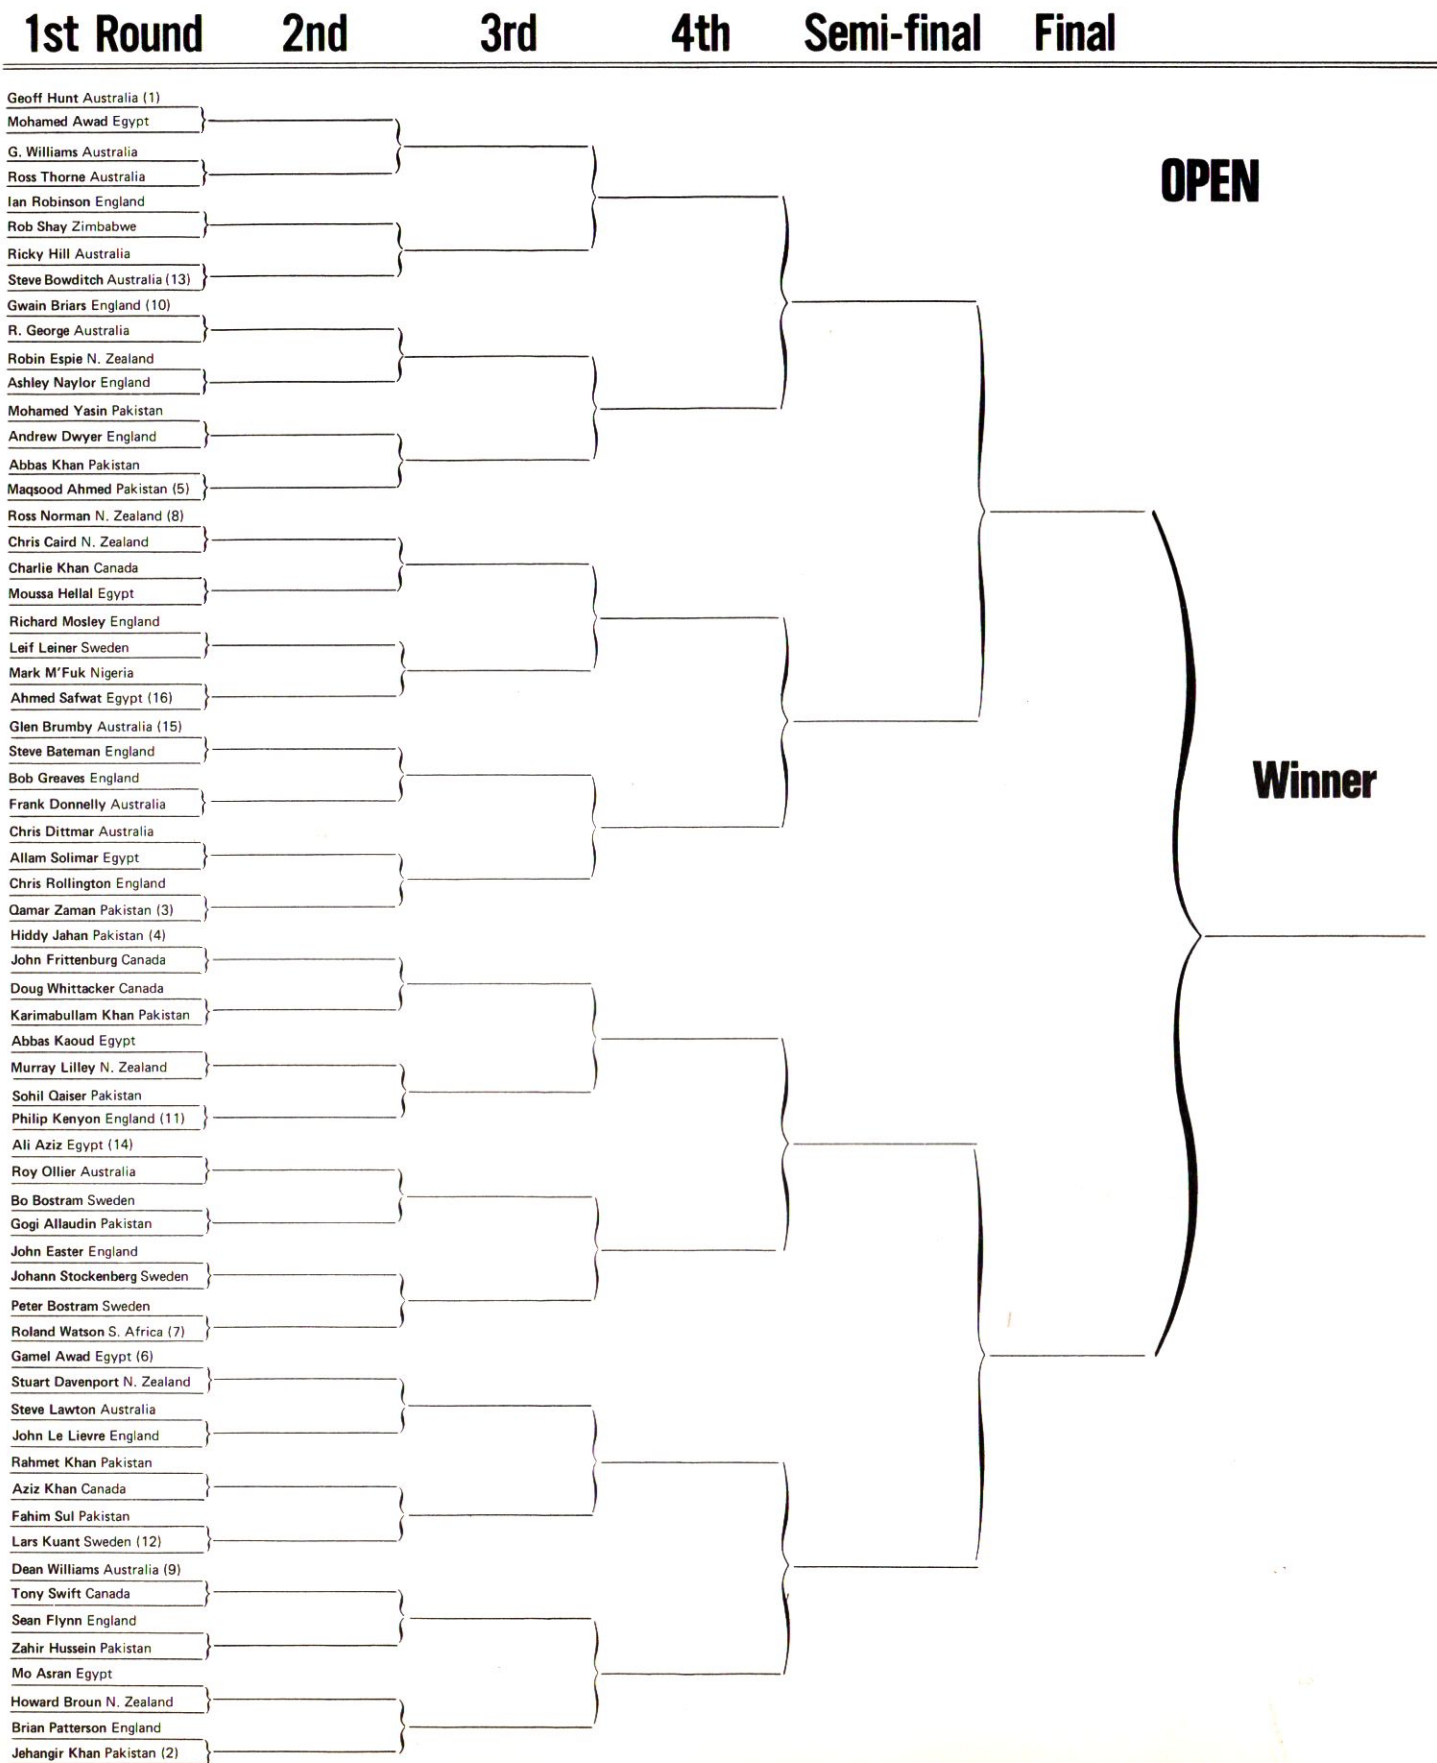 1st Round 2nd 3rd 4th Semi-final Final
Geoff Hunt Australia (1)
Mohamed Awad Egypt
G. Williams Australia
OPEN
Ross Thorne Australia
Ian Robinson England
Rob Shay Zimbabwe
Ricky Hill Australia
Steve Bowditch Australia (13)
Gwain Briars England (10)
R. George Australia
Robin Espie N. Zealand
Ashley Naylor England
Mohamed Yasin Pakistan
Andrew Dwyer England
Abbas Khan Pakistan
Maqsood Ahmed Pakistan (5)
Ross Norman N. Zealand (8)
Chris Caird N. Zealand
Charlie Khan Canada
Moussa Hellal Egypt
Richard Mosley England
Leif Leiner Sweden
Mark M'Fuk Nigeria
Ahmed Safwat Egypt (16)
Glen Brumby Australia (15)
Steve Bateman England
Bob Greaves England
Winner
Frank Donnelly Australia
Chris Dittmar Australia
Allam Solimar Egypt
Chris Rollington England
Qamar Zaman Pakistan (3)
Hiddy Jahan Pakistan (4)
John Frittenburg Canada
Doug Whittacker Canada
Karimabullam Khan Pakistan
Abbas Kaoud Egypt
Murray Lilley N. Zealand
Sohil Qaiser Pakistan
Philip Kenyon England (11)
Ali Aziz Egypt (14)
Roy Ollier Australia
Bo Bostram Sweden
Gogi Allaudin Pakistan
John Easter England
Johann Stockenberg Sweden
Peter Bostram Sweden
Roland Watson S. Africa (7)
Gamel Awad Egypt (6)
Stuart Davenport N. Zealand
Steve Lawton Australia
John Le Lievre England
Rahmet Khan Pakistan
Aziz Khan Canada
Fahim Sul Pakistan
Lars Kuant Sweden (12)
Dean Williams Australia (9)
Tony Swift Canada
Sean Flynn England
Zahir Hussein Pakistan
Mo Asran Egypt
Howard Broun N. Zealand
Brian Patterson England
Jehangir Khan Pakistan (2)